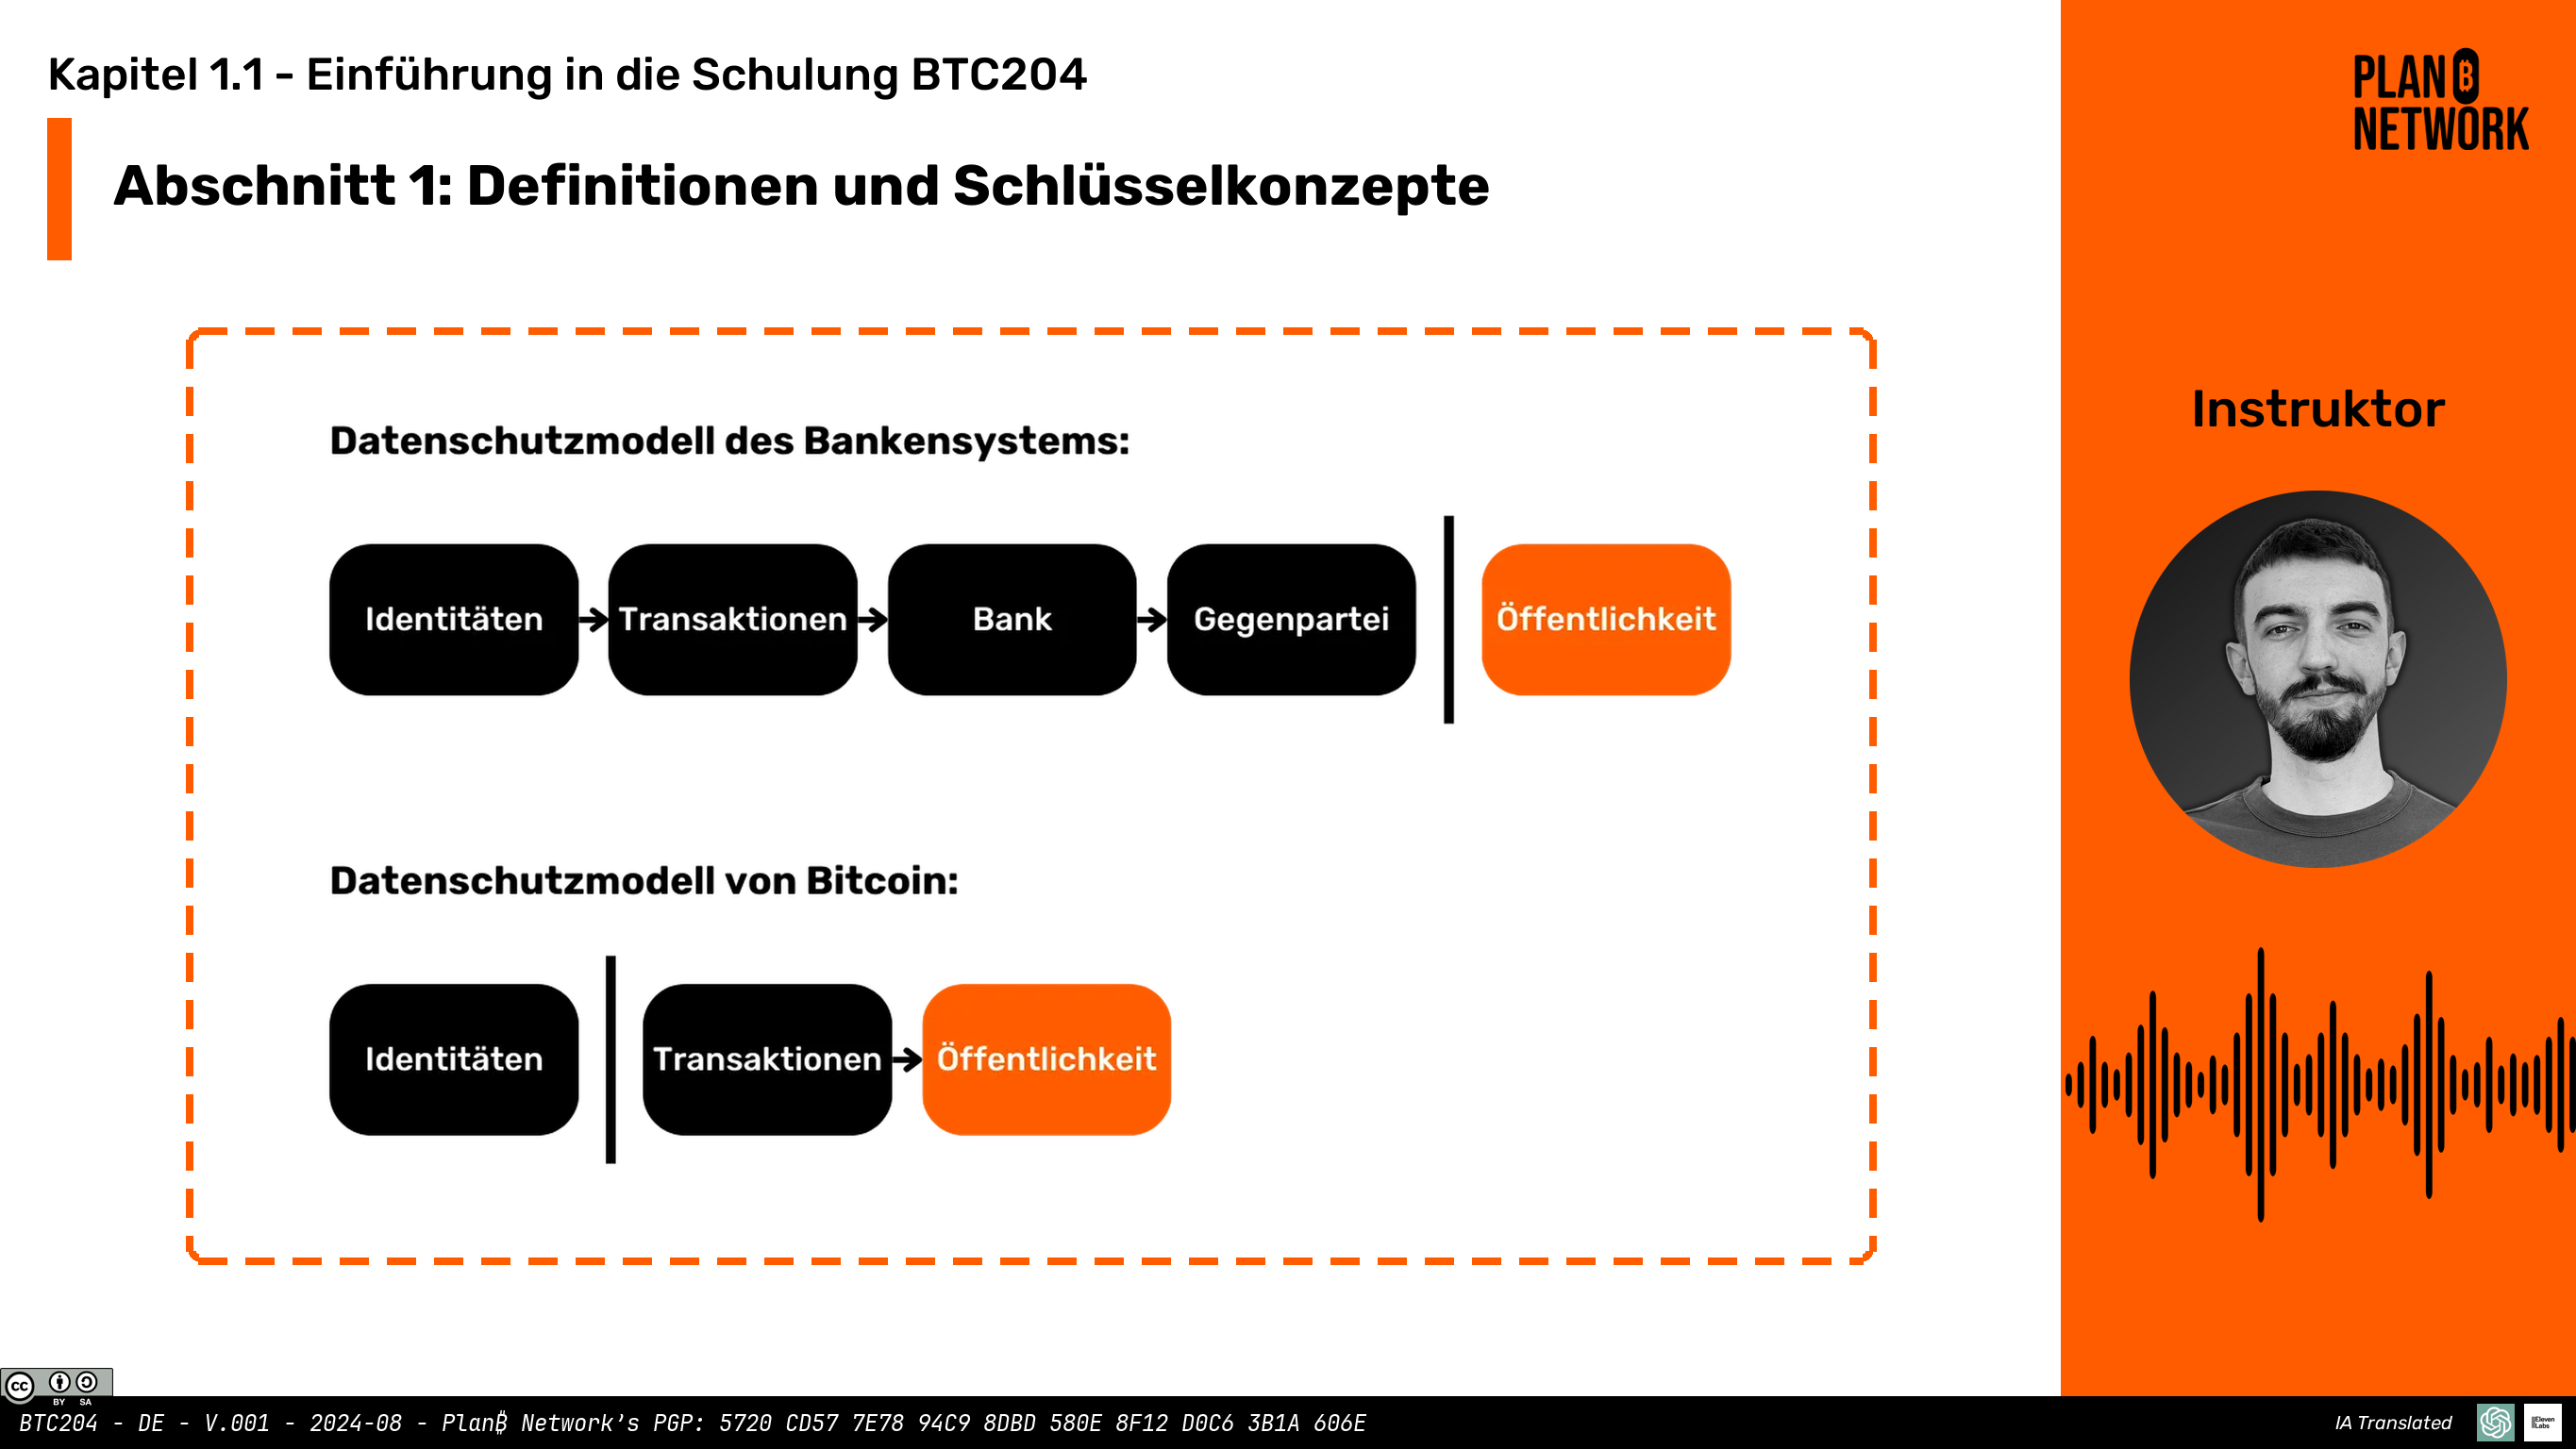 Kapitel 1.1 - Einführung in die Schulung BTC204
Abschnitt 1: Definitionen und Schlüsselkonzepte
PLAN ₿
NETWORK
Instruktor
Datenschutzmodell des Bankensystems:
Identitäten
Transaktionen
Bank
Gegenpartei
Öffentlichkeit
Datenschutzmodell von Bitcoin:
Identitäten
Transaktionen
Öffentlichkeit
cc
BY SA
BTC204 - DE - V.001 - 2024-08 - Plan₿ Network's PGP: 5720 CD57 7E78 94C9 8DBD 580E 8F12 D0C6 3B1A 606E
IA Translated
IIElevenLabs